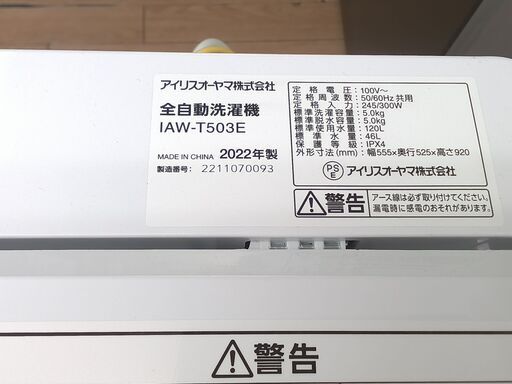 アイリスオーヤマ株式会社
全自動洗濯機
IAW-T503E
MADE IN CHINA 2022年製
製造番号: 2211070093
定格電圧: 100V～
定格周波数: 50/60Hz 共用
定格入力: 245/300W
標準洗濯容量: 5.0kg
標準脱水容量: 5.0kg
標準使用水量: 120L
標準水量: 46L
保護等級: IPX4
外形寸法(mm): 幅555×奥行525×高さ920
PS
E
アイリスオーヤマ株式会社
警告
アース線は必ず取り付けてください。
漏電時に感電のおそれがあります。
警告